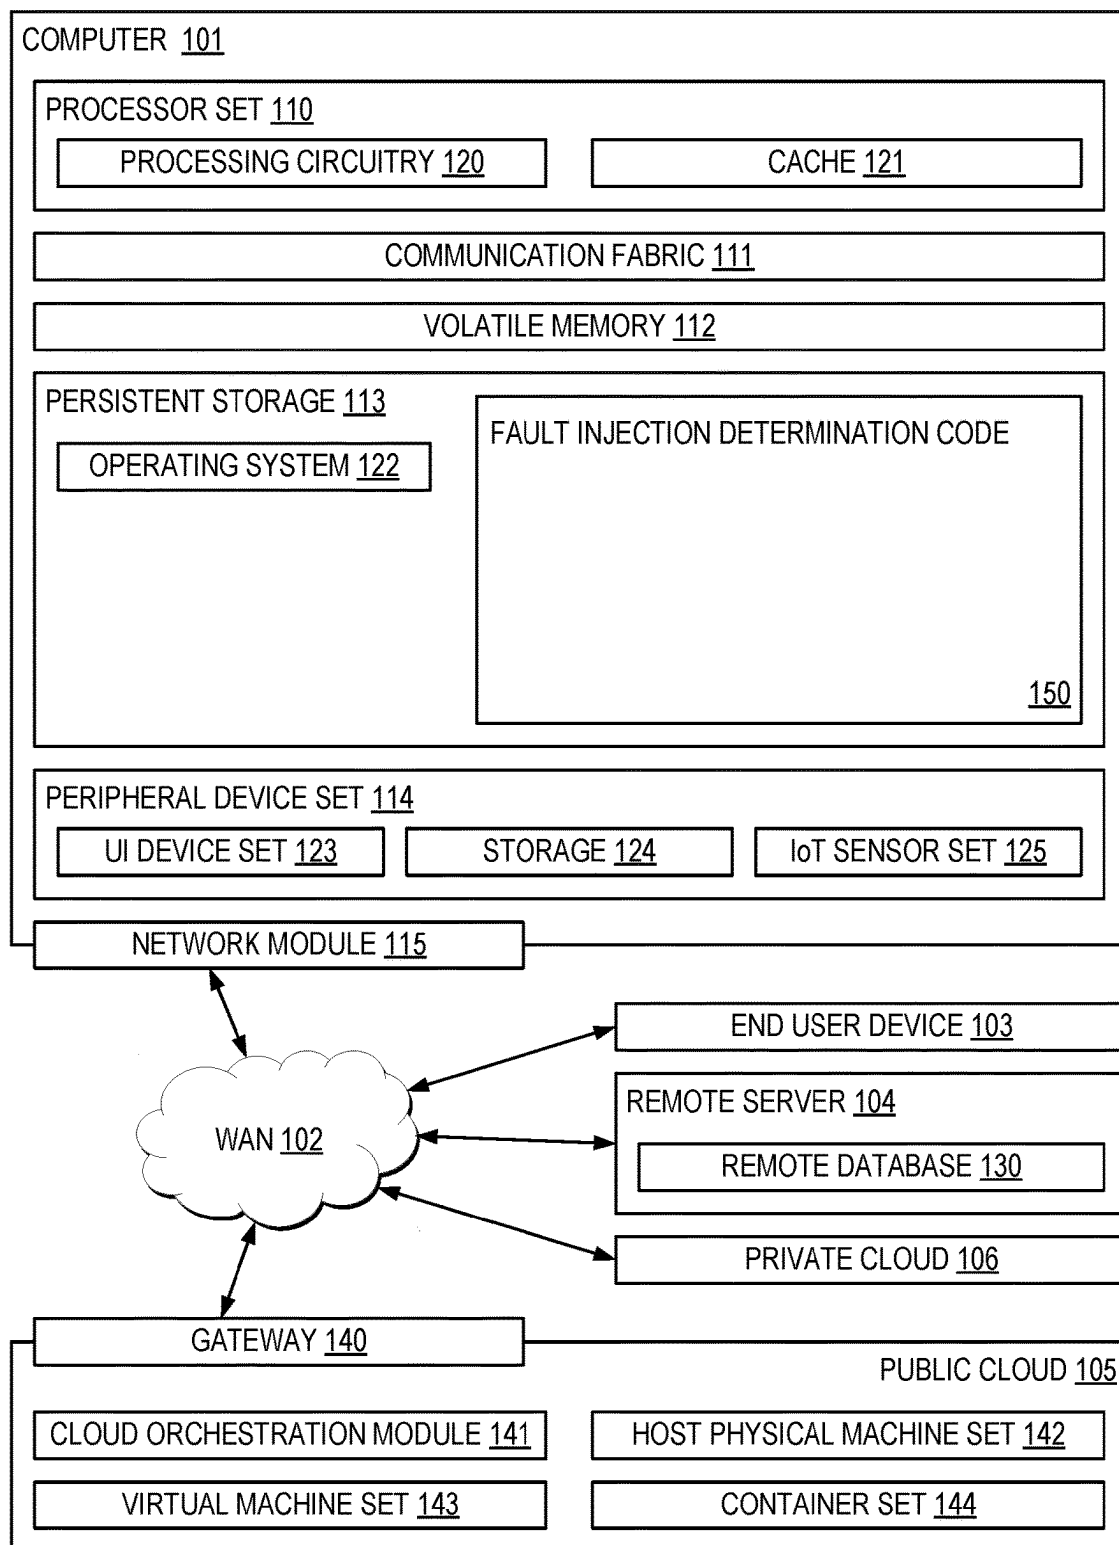 COMPUTER 101
PROCESSOR SET 110
PROCESSING CIRCUITRY 120
CACHE 121
COMMUNICATION FABRIC 111
VOLATILE MEMORY 112
PERSISTENT STORAGE 113
OPERATING SYSTEM 122
FAULT INJECTION DETERMINATION CODE
150
PERIPHERAL DEVICE SET 114
UI DEVICE SET 123
STORAGE 124
IoT SENSOR SET 125
NETWORK MODULE 115
END USER DEVICE 103
REMOTE SERVER 104
WAN 102
REMOTE DATABASE 130
PRIVATE CLOUD 106
GATEWAY 140
PUBLIC CLOUD 105
CLOUD ORCHESTRATION MODULE 141
HOST PHYSICAL MACHINE SET 142
VIRTUAL MACHINE SET 143
CONTAINER SET 144